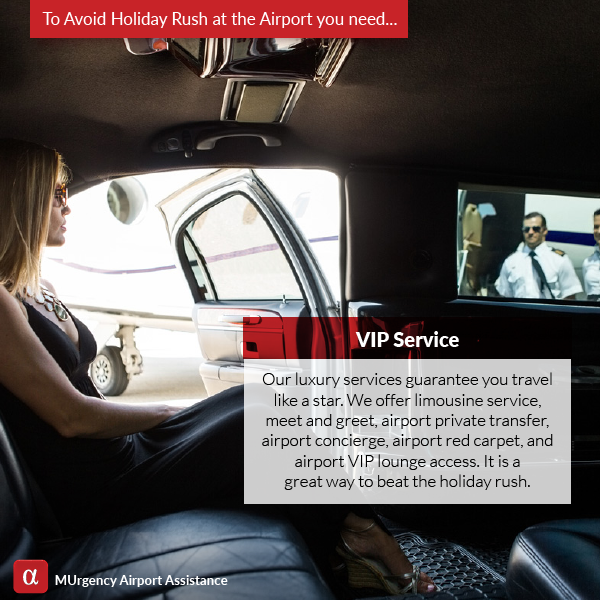 To Avoid Holiday Rush at the Airport you need...
VIP Service
Our luxury services guarantee you travel
like a star. We offer limousine service,
meet and greet, airport private transfer,
airport concierge, airport red carpet, and
airport VIP lounge access. It is a
great way to beat the holiday rush.
α
MUrgency Airport Assistance